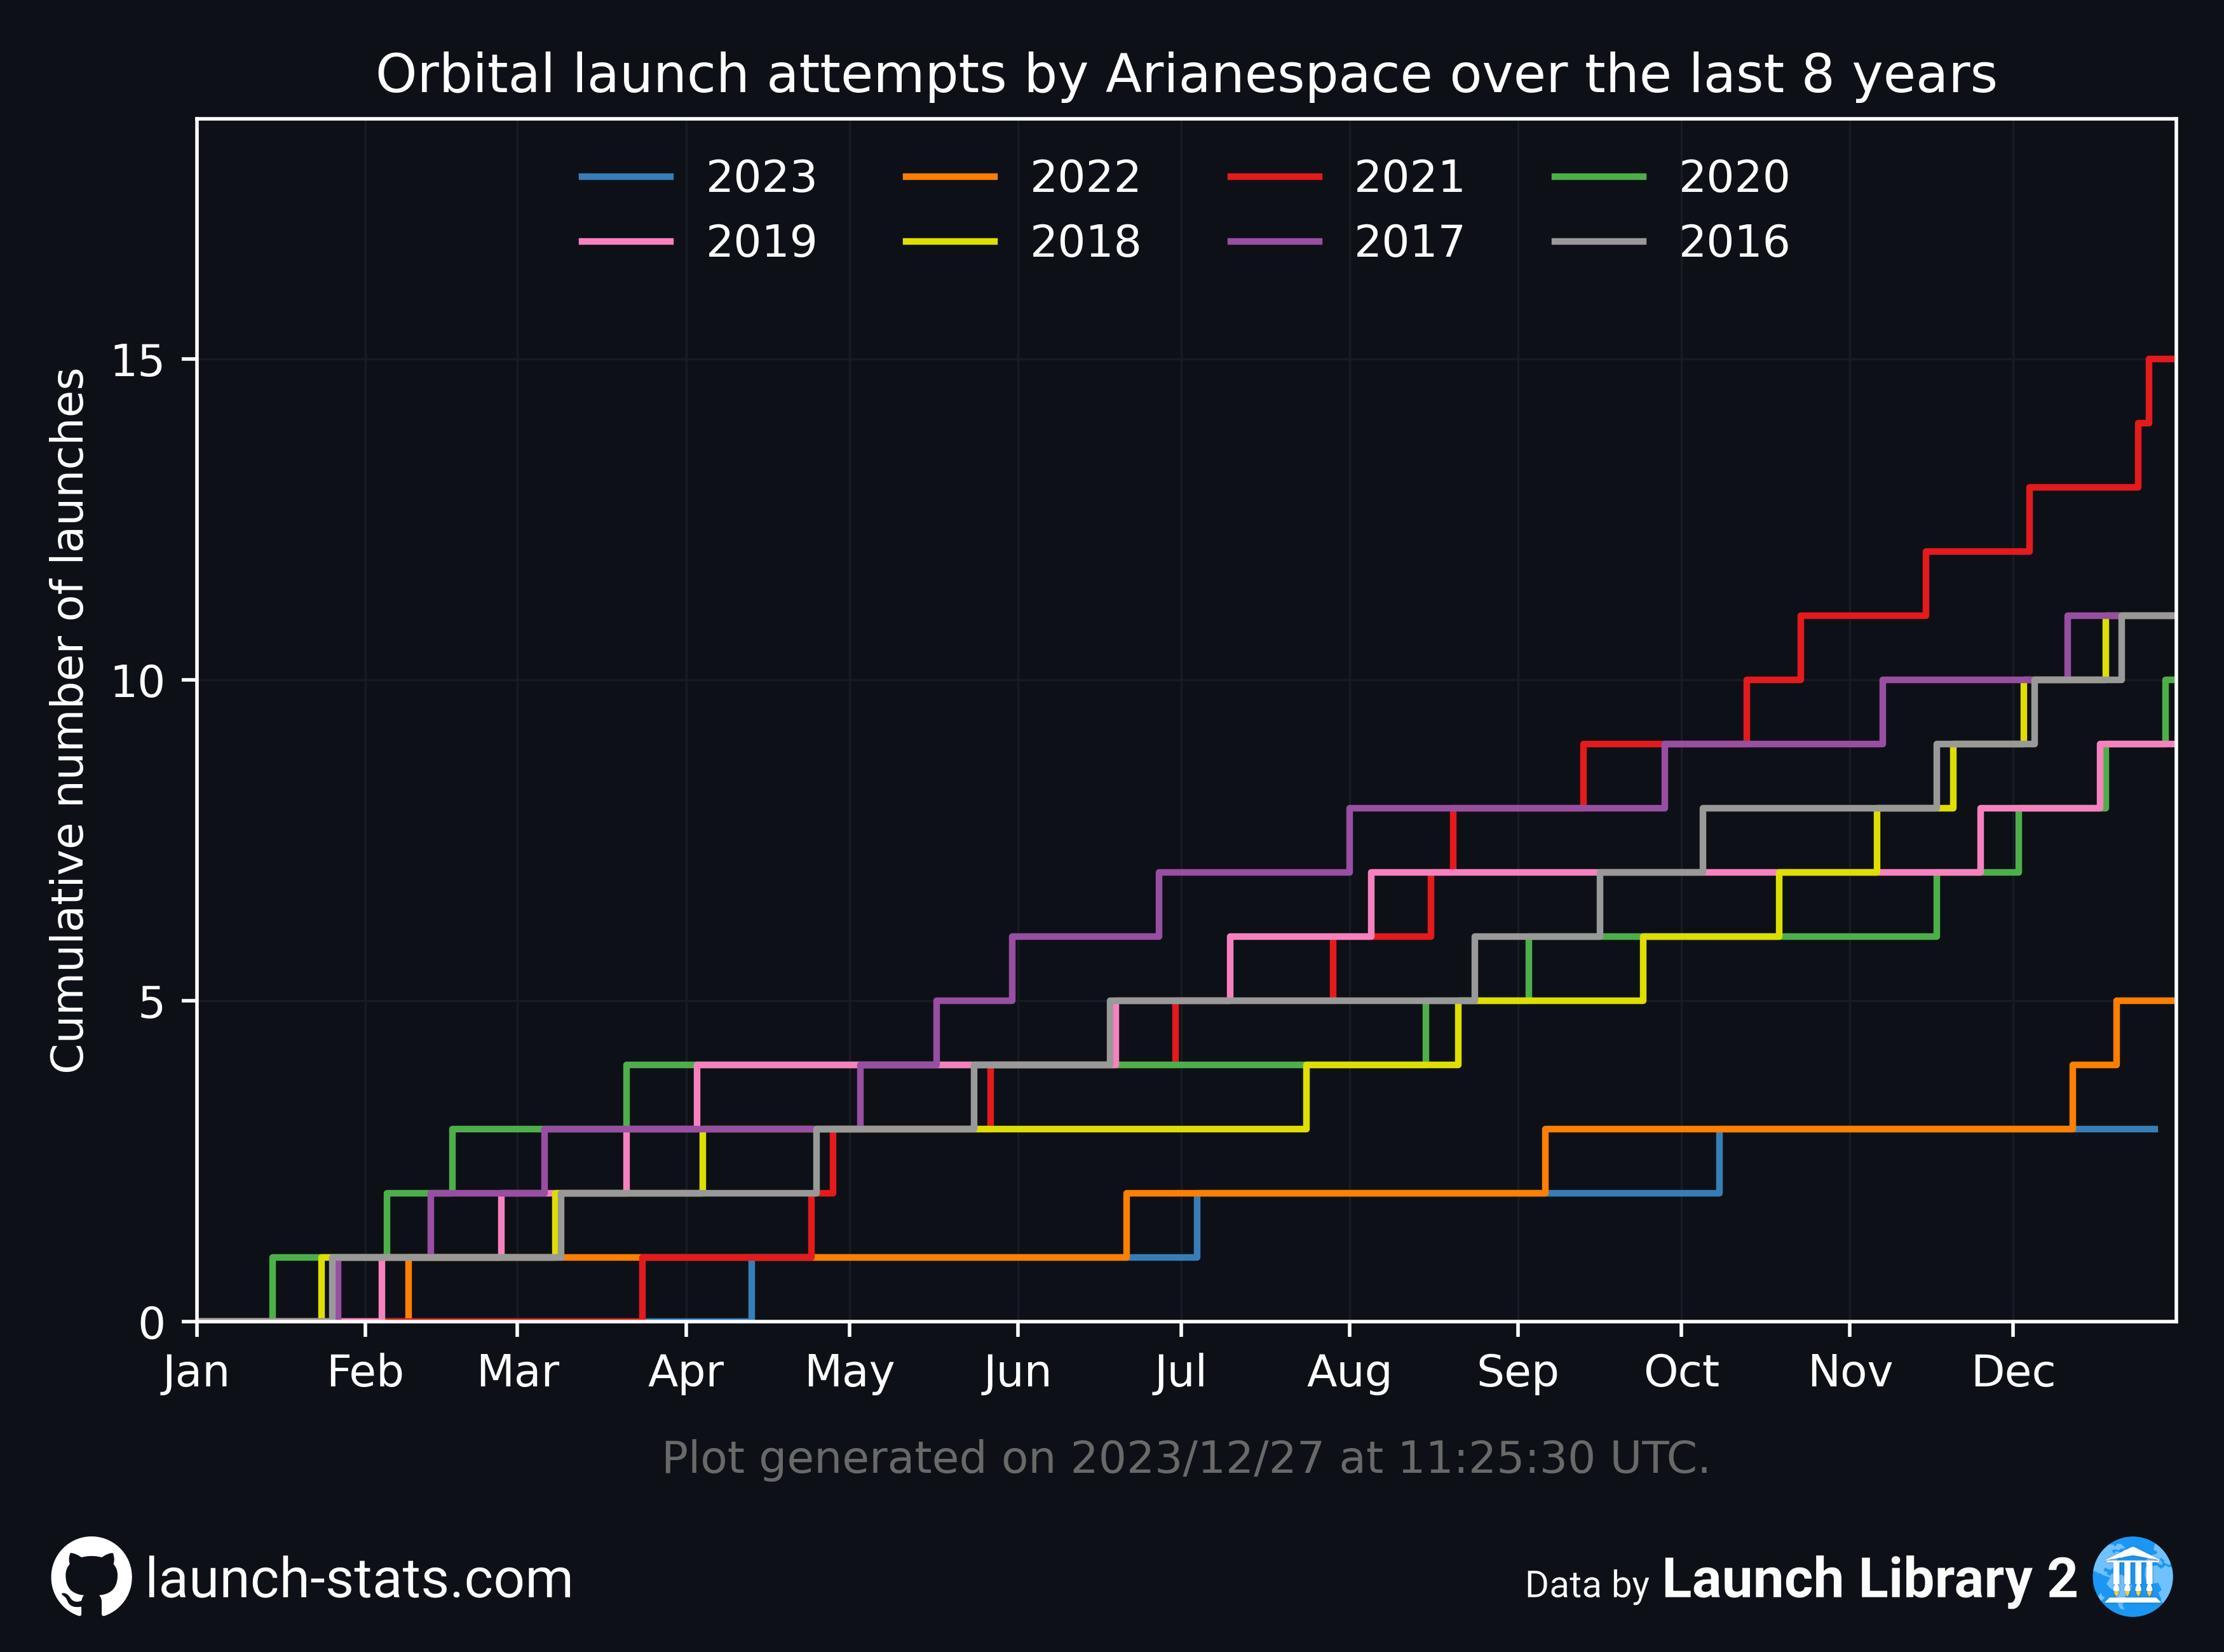 Orbital launch attempts by Arianespace over the last 8 years
2023 2022 2021 2020
2019 2018 2017 2016
Cumulative number of launches
15
10
5
0
Jan Feb Mar Apr May Jun Jul Aug Sep Oct Nov Dec
Plot generated on 2023/12/27 at 11:25:30 UTC.
launch-stats.com
Data by Launch Library 2